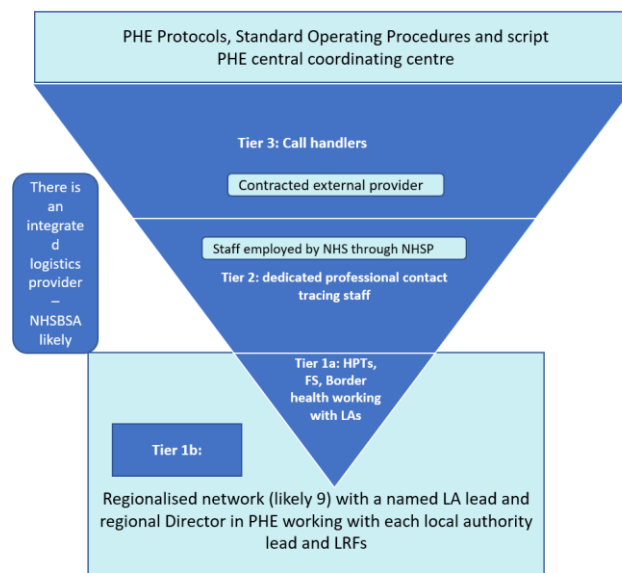 PHE Protocols, Standard Operating Procedures and script
PHE central coordinating centre
Tier 3: Call handlers
Contracted external provider
There is
an
integrate
d
logistics
provider
–
NHSBSA
likely
Staff employed by NHS through NHSP
Tier 2: dedicated professional contact
tracing staff
Tier 1a: HPTs,
FS, Border
health working
with LAs
Tier 1b:
Regionalised network (likely 9) with a named LA lead and
regional Director in PHE working with each local authority
lead and LRFs